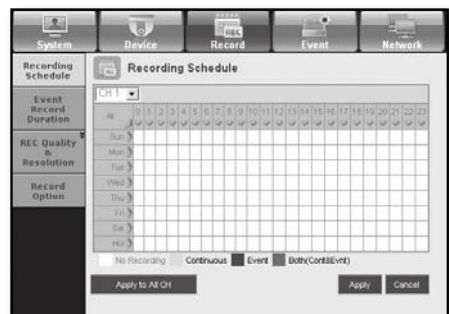 System Device Record Event Network
Recording
Schedule
Event
Record
Duration
REC Quality
&
Resolution
Record
Option
Recording Schedule
CH 1
All 0 1 2 3 4 5 6 7 8 9 10 11 12 13 14 15 16 17 18 19 20 21 22 23
Sun
Mon
Tue
Wed
Thu
Fri
Sat
Hol
No Recording Continuous Event Both(Cont&Evnt)
Apply to All CH Apply Cancel